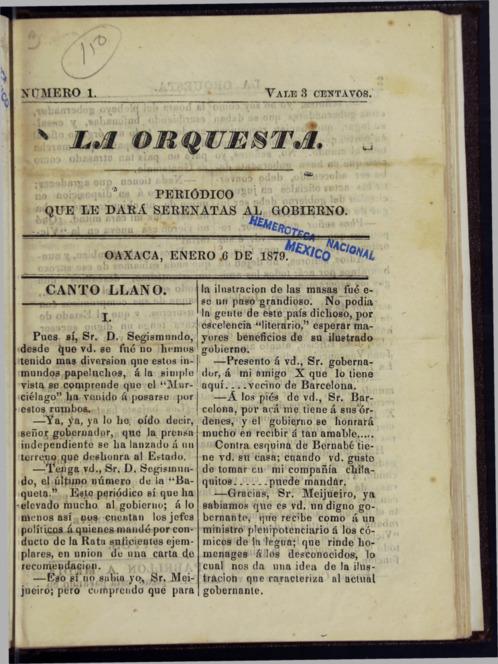 110
NUMERO 1.
VALE 3 CENTAVOS.
LA ORQUESTA.
PERIÓDICO
QUE LE DARÁ SERENATAS AL GOBIERNO.
HEMEROTECA NACIONAL
MEXICO
OAXACA, ENERO 6 DE 1879.
CANTO LLANO.
I.
Pues sí, Sr. D. Segismundo,
desde que vd. se fué no hemos
tenido mas diversion que estos in-
mundos papeluchos, á la simple
vista se comprende que el "Mur-
ciélago" ha venido á posarse por
estos rumbos.
—Ya, ya, ya lo he oído decir,
señor gobernador, que la prensa
independiente se ha lanzado á un
terreno que deshonra al Estado.
—Tenga vd., Sr. D. Segismun-
do, el último número de la "Ba-
queta." Este periódico sí que ha
elevado mucho al gobierno; á lo
menos así nos cuentan los jefes
políticos á quienes mandé por con-
ducto de la Rata suficientes ejem-
plares, en union de una carta de
recomendacion.
—Eso sí no sabia yo, Sr. Mei-
jueiro; pero comprendo que para
la ilustracion de las masas fué e-
se un paso grandioso. No podia
la gente de este país dichoso, por
escelencia "literario," esperar ma-
yores beneficios de su ilustrado
gobierno.
—Presento á vd., Sr. goberna-
dor, á mi amigo X que lo tiene
aquí....vecino de Barcelona.
—Á los piés de vd., Sr. Bar-
celona, por acá me tiene á sus ór-
denes, y el gobierno se honrará
mucho en recibir á tan amable....
Contra esquina de Bernabé tie-
ne vd. su casa; cuando vd. guste
de tomar en mi compañía chila-
quitos......puede mandar.
—Gracias, Sr. Meijueiro, ya
sabiamos que es vd. un digno go-
bernante, que recibe como á un
ministro plenipotenciario á los có-
micos de la legua; que rinde ho-
menages á los desconocidos, lo
cual nos da una idea de la ilus-
tracion que caracteriza al actual
gobernante.